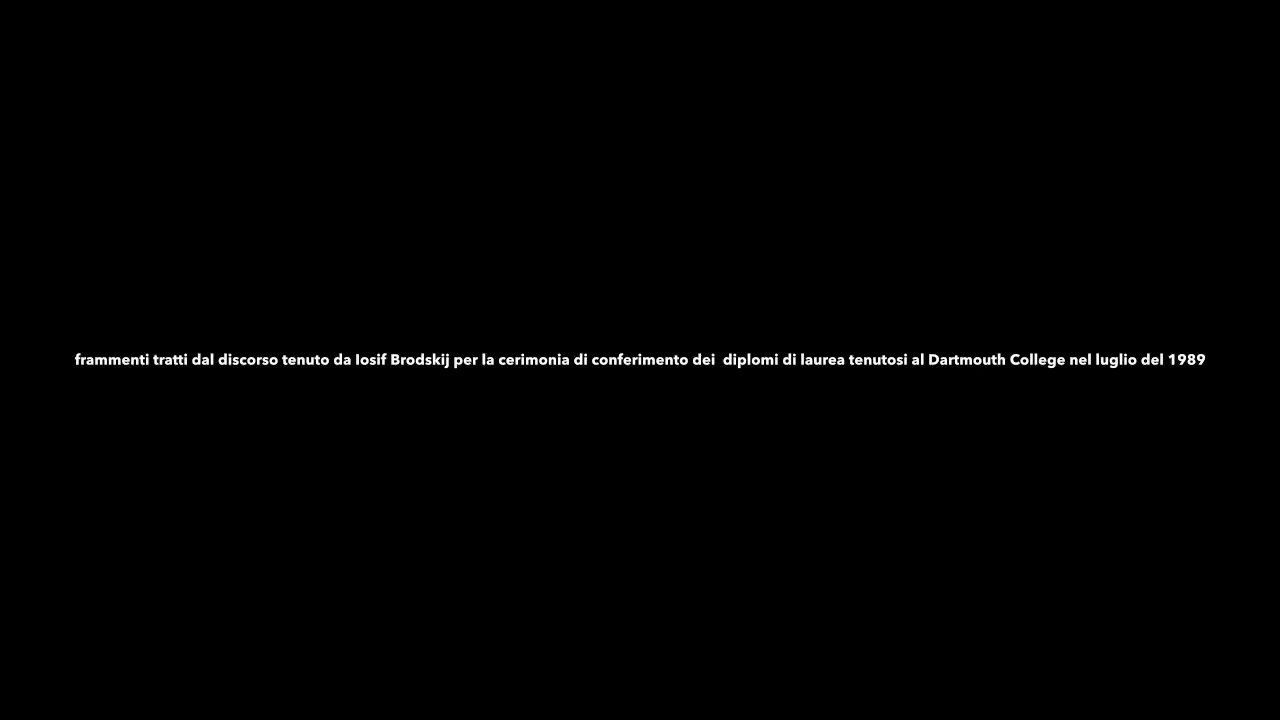 frammenti tratti dal discorso tenuto da Iosif Brodskij per la cerimonia di conferimento dei  diplomi di laurea tenutosi al Dartmouth College nel luglio del 1989